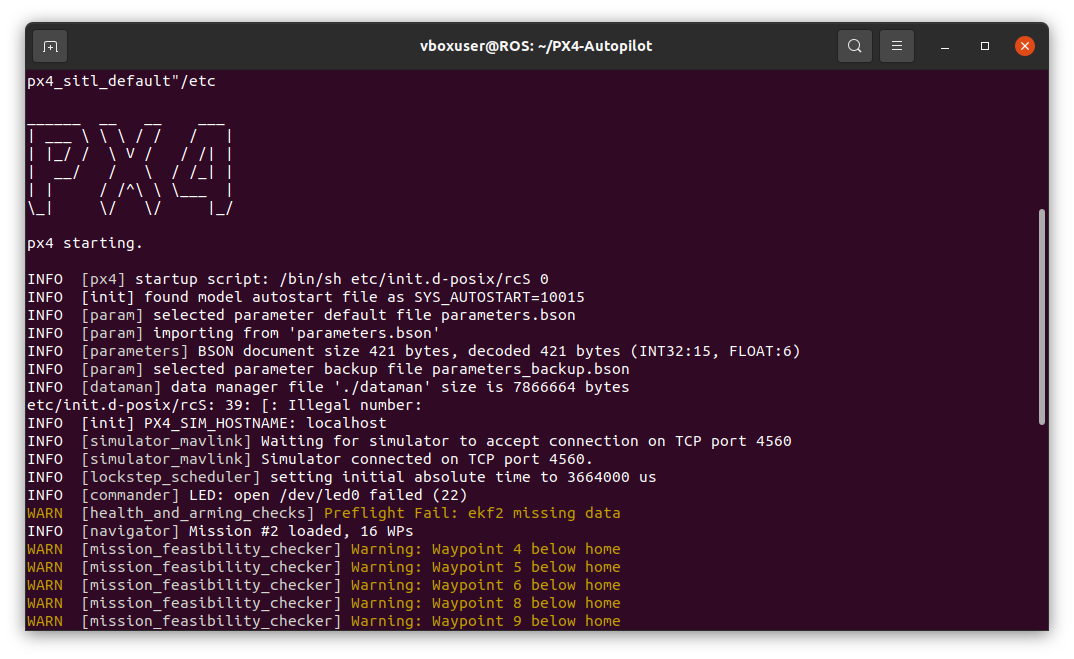 vboxuser@ROS: ~/PX4-Autopilot
px4_sitl_default"/etc
______  __   __    ___
| ___ \ \ \ / /   /   |
| |_/ /  \ V /   / /| |
|  __/   /   \  / /_| |
| |     / /^\ \ \___  |
\_|     \/   \/     |_/
px4 starting.
INFO  [px4] startup script: /bin/sh etc/init.d-posix/rcS 0
INFO  [init] found model autostart file as SYS_AUTOSTART=10015
INFO  [param] selected parameter default file parameters.bson
INFO  [param] importing from 'parameters.bson'
INFO  [parameters] BSON document size 421 bytes, decoded 421 bytes (INT32:15, FLOAT:6)
INFO  [param] selected parameter backup file parameters_backup.bson
INFO  [dataman] data manager file './dataman' size is 7866664 bytes
etc/init.d-posix/rcS: 39: [: Illegal number:
INFO  [init] PX4_SIM_HOSTNAME: localhost
INFO  [simulator_mavlink] Waiting for simulator to accept connection on TCP port 4560
INFO  [simulator_mavlink] Simulator connected on TCP port 4560.
INFO  [lockstep_scheduler] setting initial absolute time to 3664000 us
INFO  [commander] LED: open /dev/led0 failed (22)
WARN  [health_and_arming_checks] Preflight Fail: ekf2 missing data
INFO  [navigator] Mission #2 loaded, 16 WPs
WARN  [mission_feasibility_checker] Warning: Waypoint 4 below home
WARN  [mission_feasibility_checker] Warning: Waypoint 5 below home
WARN  [mission_feasibility_checker] Warning: Waypoint 6 below home
WARN  [mission_feasibility_checker] Warning: Waypoint 8 below home
WARN  [mission_feasibility_checker] Warning: Waypoint 9 below home